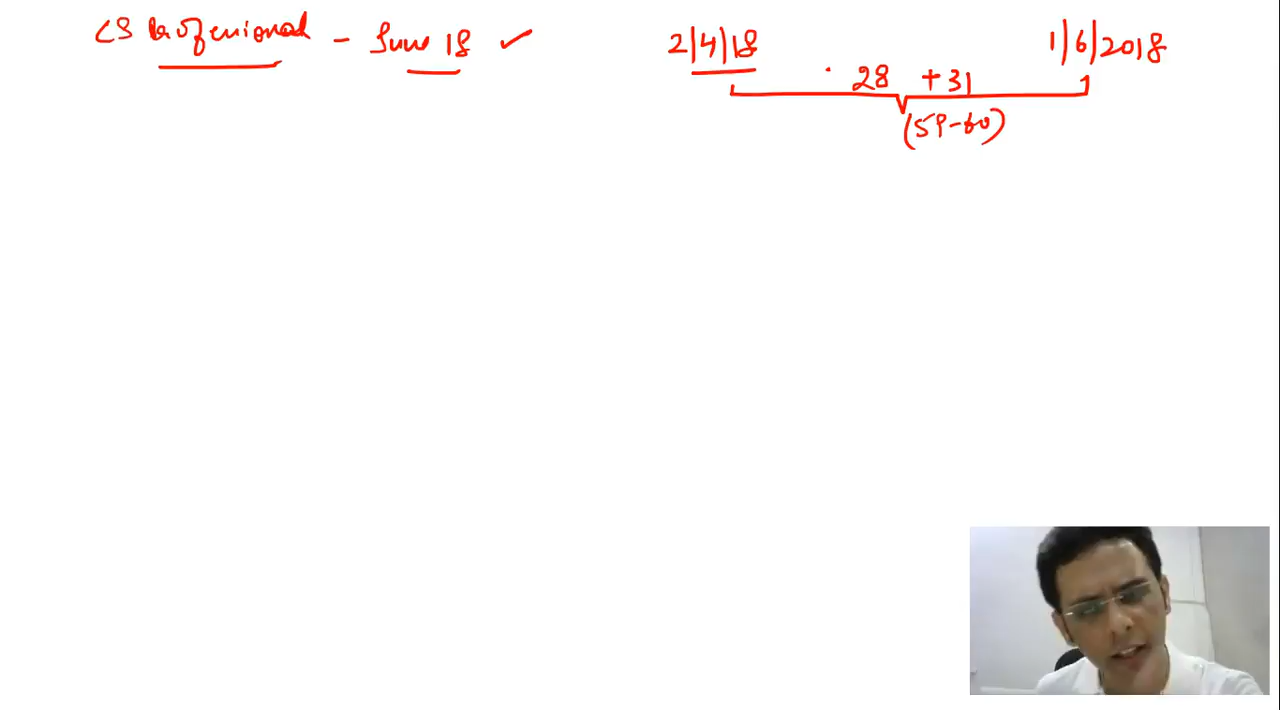 CS Professional - June 18 ✓
2/4/18 1/6/2018
28 + 31
(59-60)